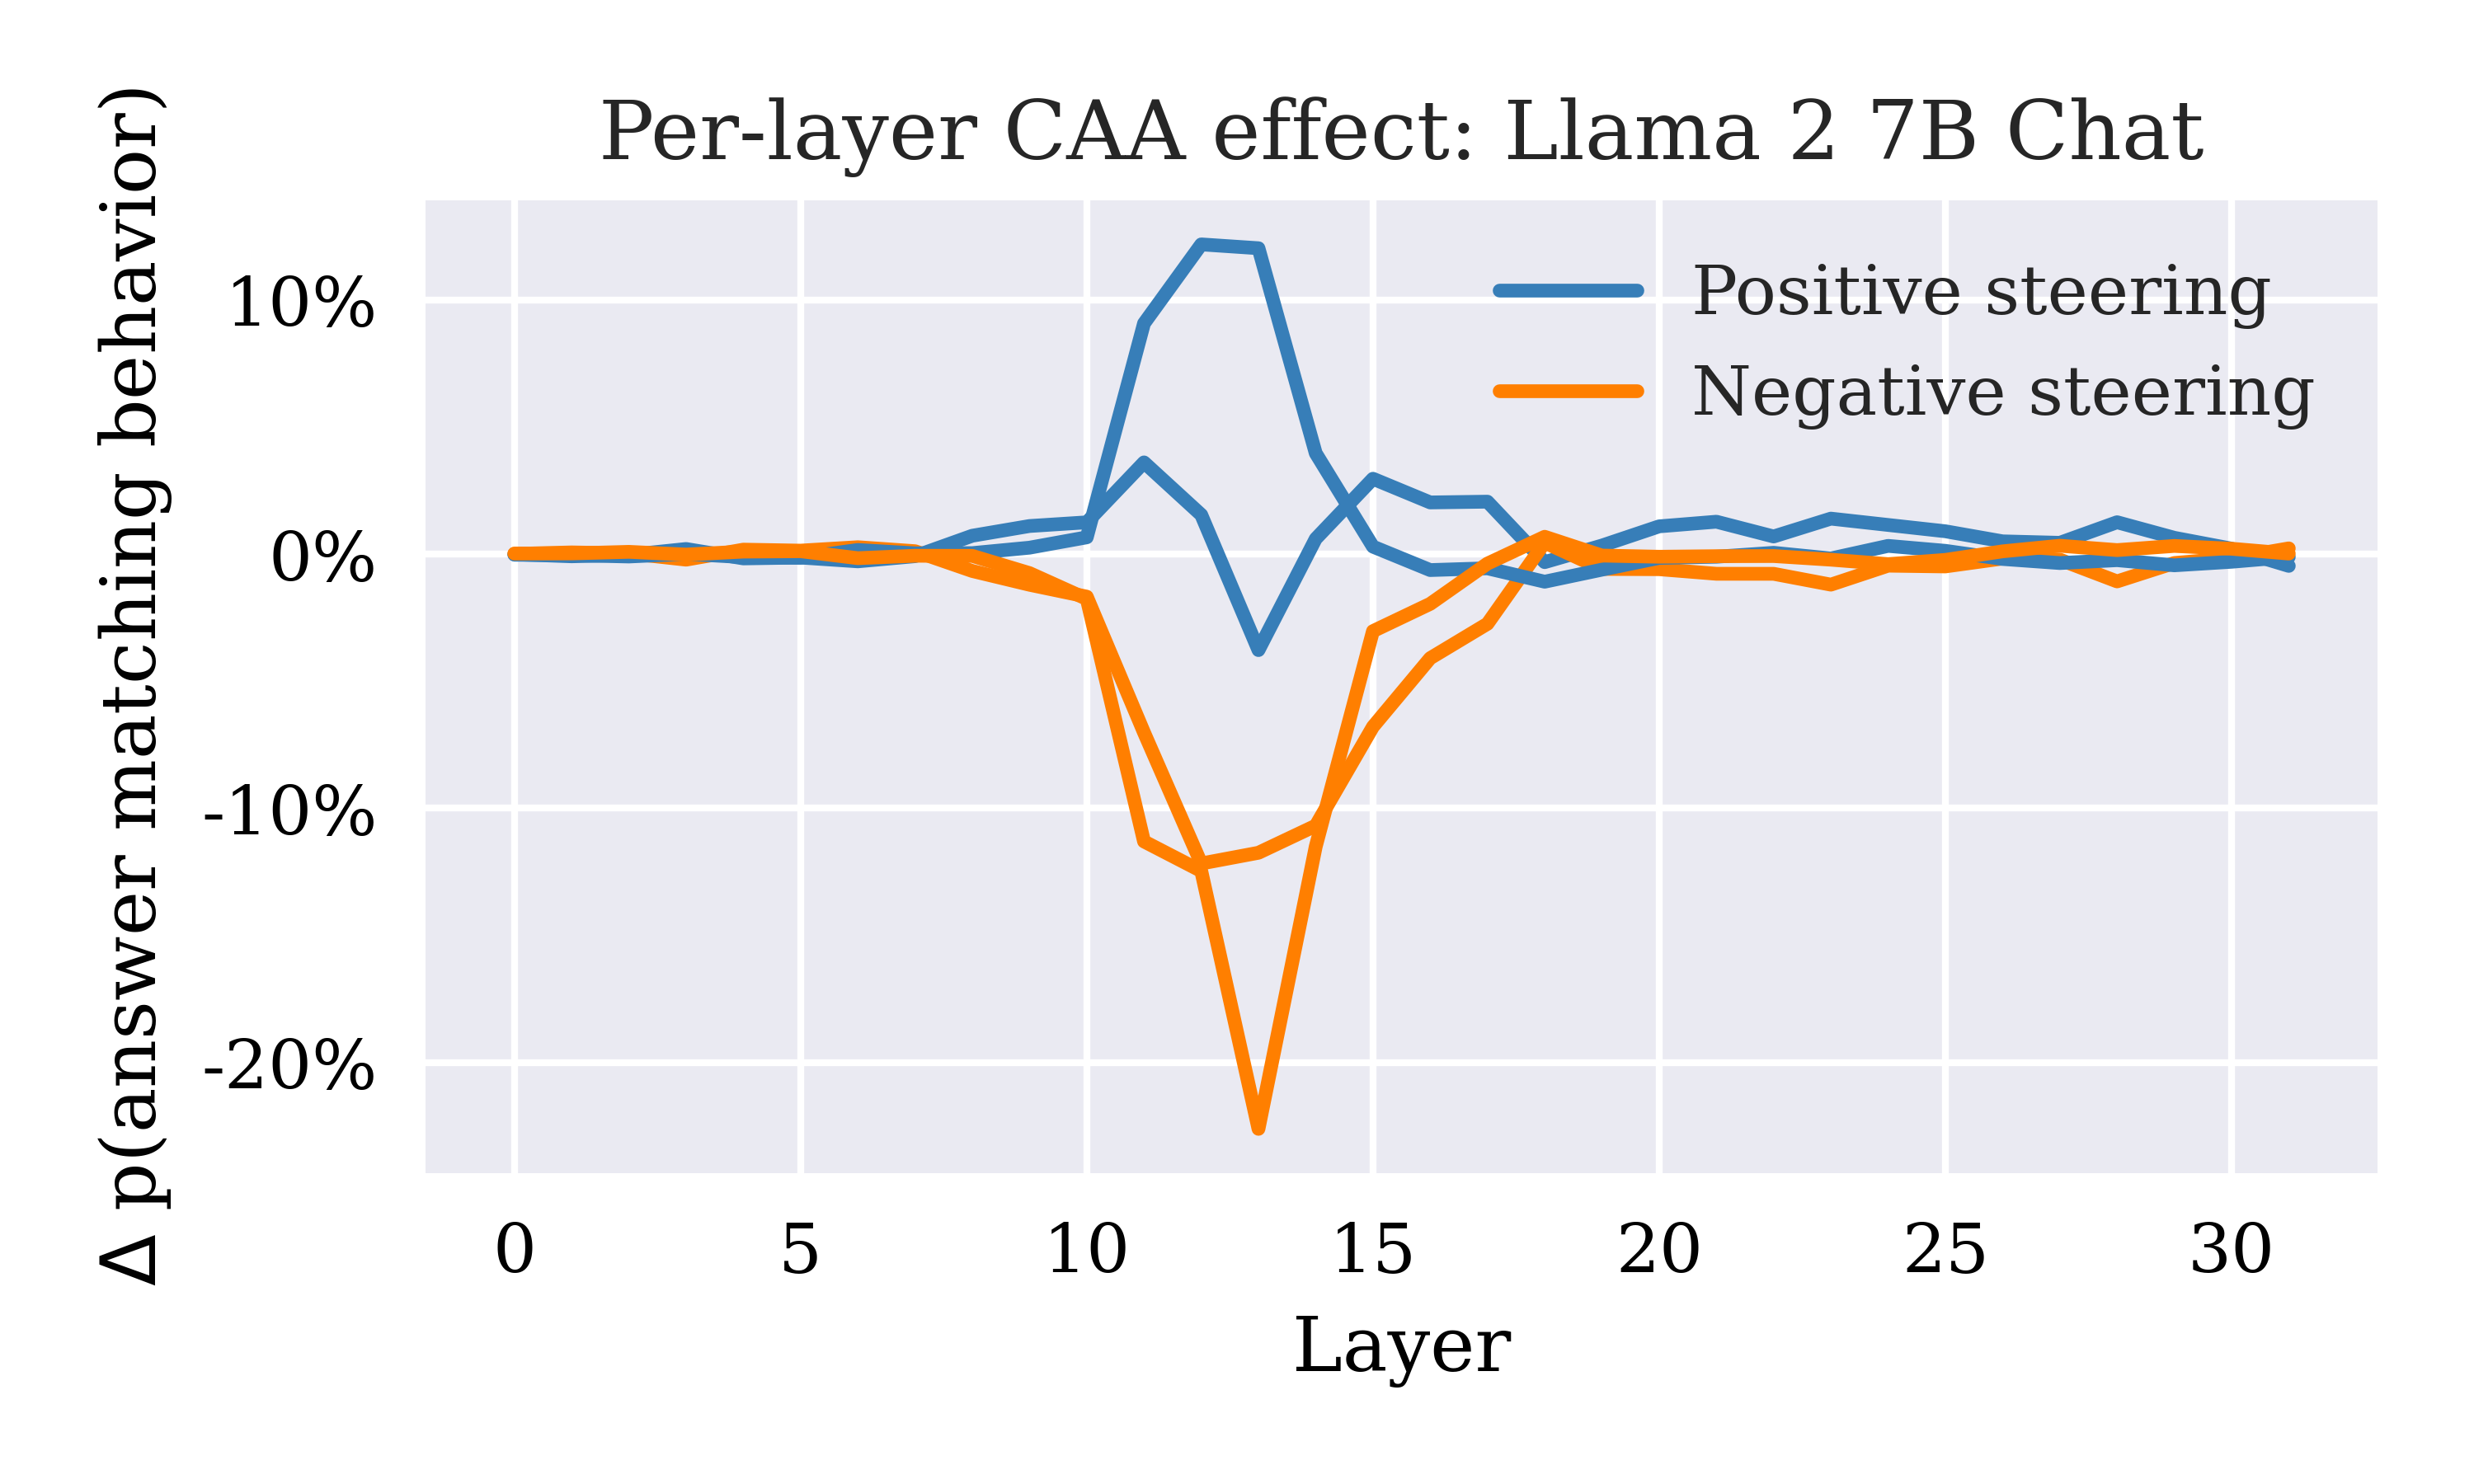 Per-layer CAA effect: Llama 2 7B Chat
Δ p(answer matching behavior)
10%
0%
-10%
-20%
Positive steering
Negative steering
0 5 10 15 20 25 30
Layer